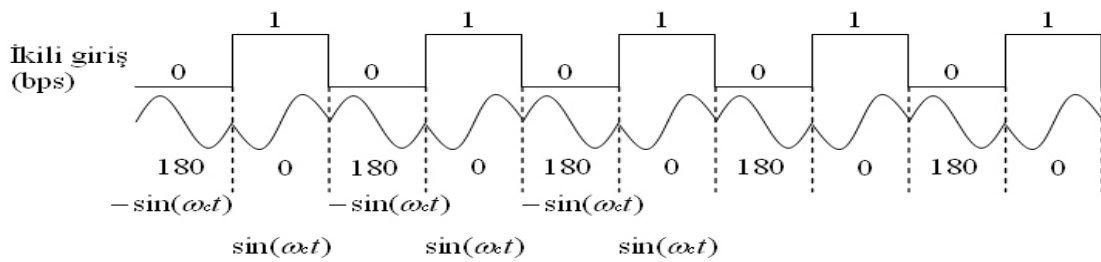 1 1 1 1 1
İkili giriş
(bps)
0 0 0 0 0
180 0 180 0 180 0 180 0 180 0
−sin(ωct) −sin(ωct) −sin(ωct)
sin(ωct) sin(ωct) sin(ωct)